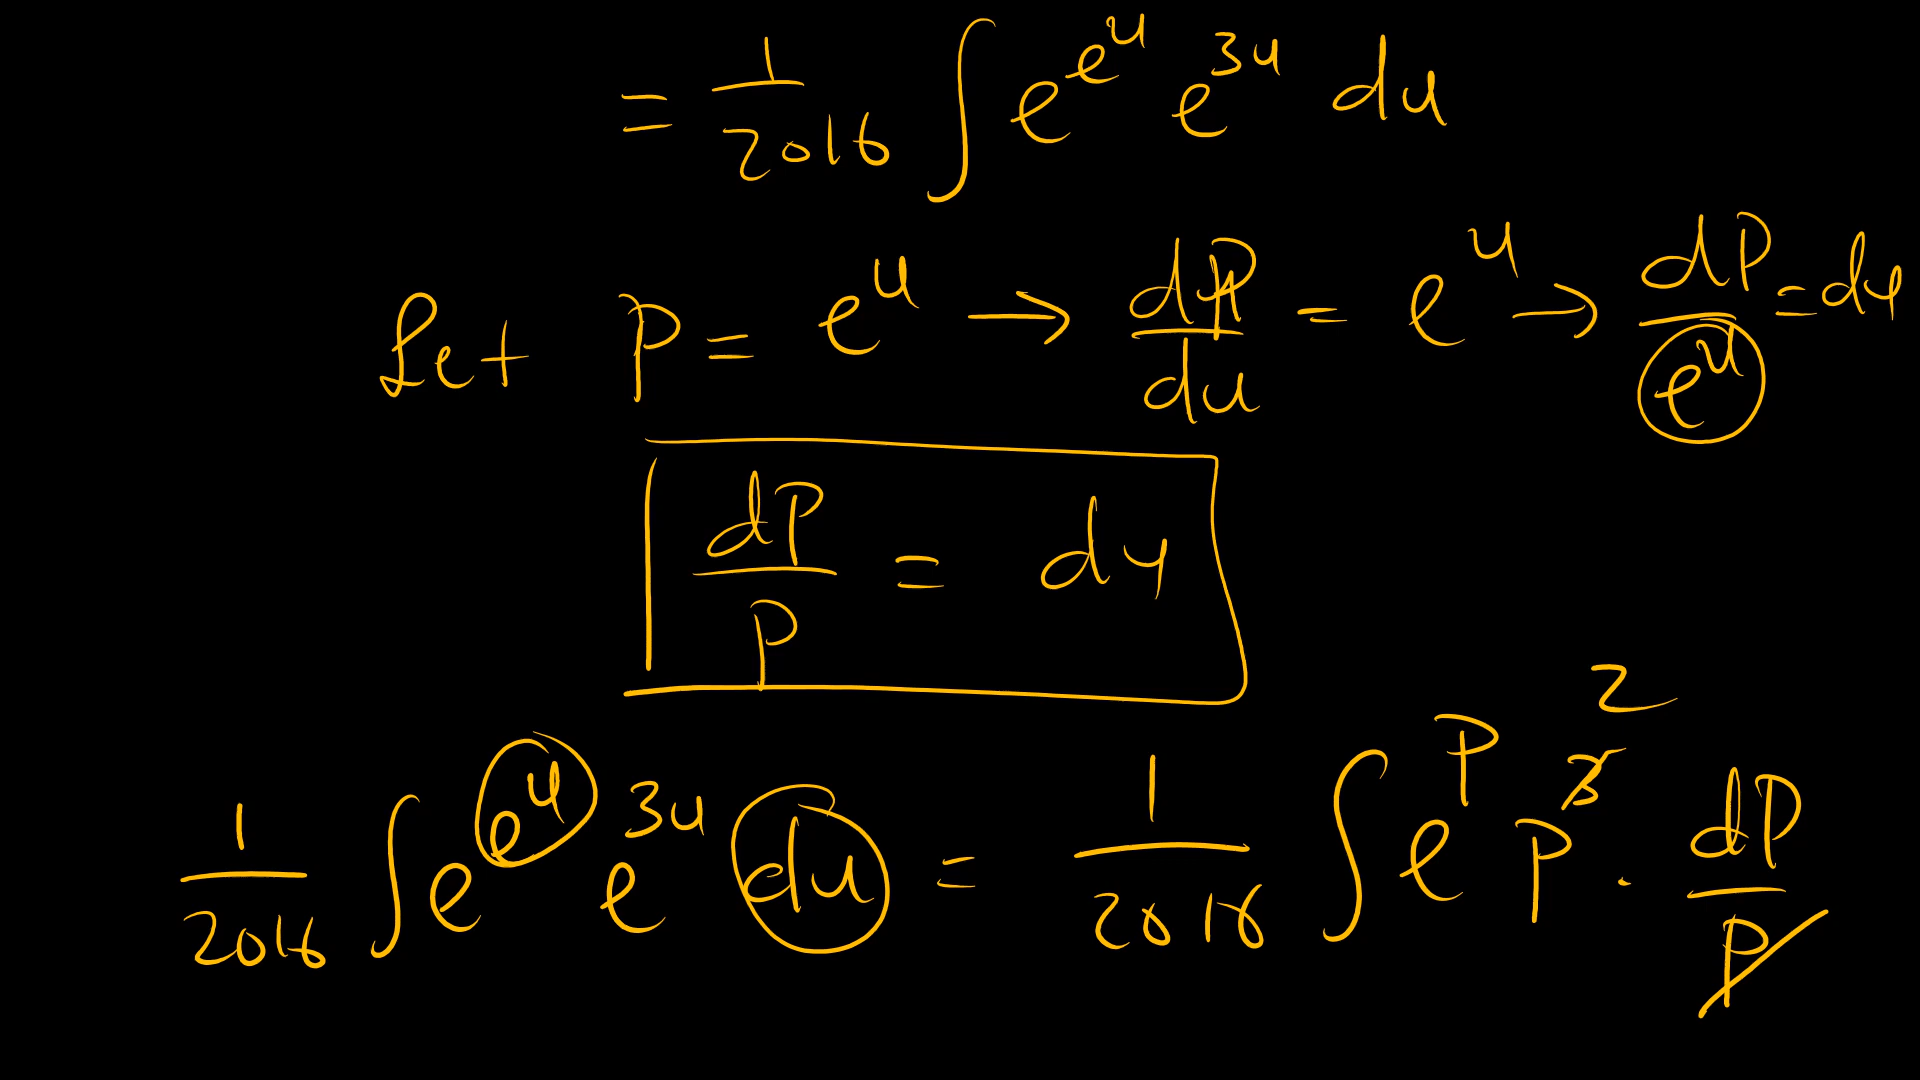 = 1/2016 ∫ e^{e^u} e^{3u} du
Let P = e^u → dP/du = e^u → dP/e^u = du
dP/P = du
1/2016 ∫ e^{e^u} e^{3u} du = 1/2016 ∫ e^P P^{3̸ 2} · dP/P̸